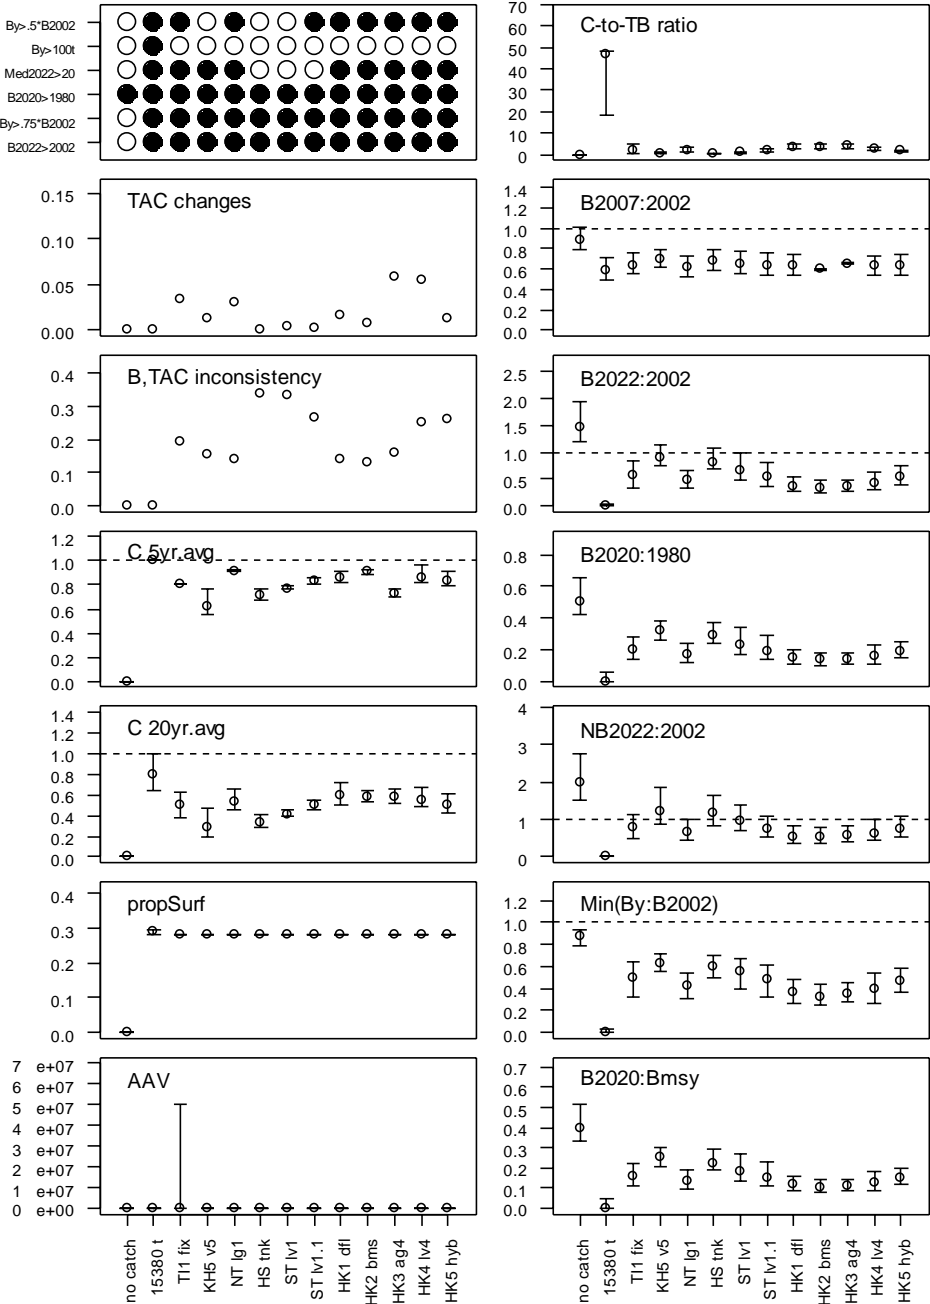 By>.5*B2002
By>100t
Med2022>20
B2020>1980
By>.75*B2002
B2022>2002
TAC changes
0.15
0.10
0.05
0.00
B,TAC inconsistency
0.4
0.3
0.2
0.1
0.0
C 5yr.avg
1.2
1.0
0.8
0.6
0.4
0.2
0.0
C 20yr.avg
1.4
1.2
1.0
0.8
0.6
0.4
0.2
0.0
propSurf
0.4
0.3
0.2
0.1
0.0
AAV
7 e+07
6 e+07
5 e+07
4 e+07
3 e+07
2 e+07
1 e+07
0 e+00
no catch
15380 t
TI1 fix
KH5 v5
NT lg1
HS tnk
ST lv1
ST lv1.1
HK1 dfl
HK2 bms
HK3 ag4
HK4 lv4
HK5 hyb
C-to-TB ratio
70
60
50
40
30
20
10
0
B2007:2002
1.4
1.2
1.0
0.8
0.6
0.4
0.2
0.0
B2022:2002
2.5
2.0
1.5
1.0
0.5
0.0
B2020:1980
0.8
0.6
0.4
0.2
0.0
NB2022:2002
4
3
2
1
0
Min(By:B2002)
1.2
1.0
0.8
0.6
0.4
0.2
0.0
B2020:Bmsy
0.7
0.6
0.5
0.4
0.3
0.2
0.1
0.0
no catch
15380 t
TI1 fix
KH5 v5
NT lg1
HS tnk
ST lv1
ST lv1.1
HK1 dfl
HK2 bms
HK3 ag4
HK4 lv4
HK5 hyb